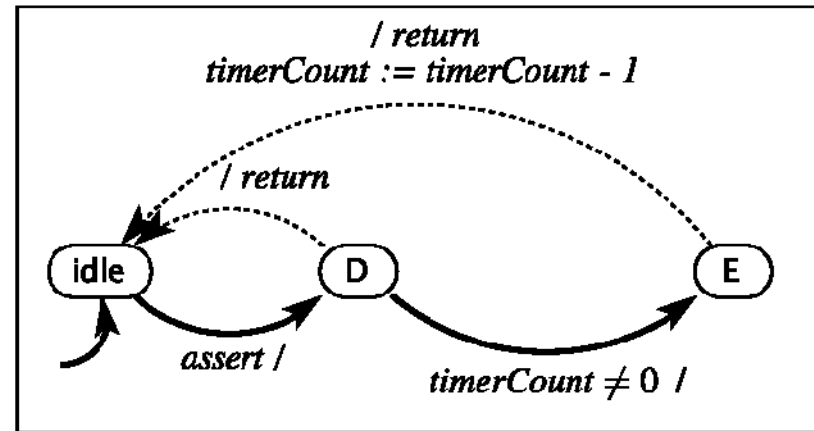 / return
timerCount := timerCount - 1
/ return
idle
D
E
assert /
timerCount ≠ 0 /